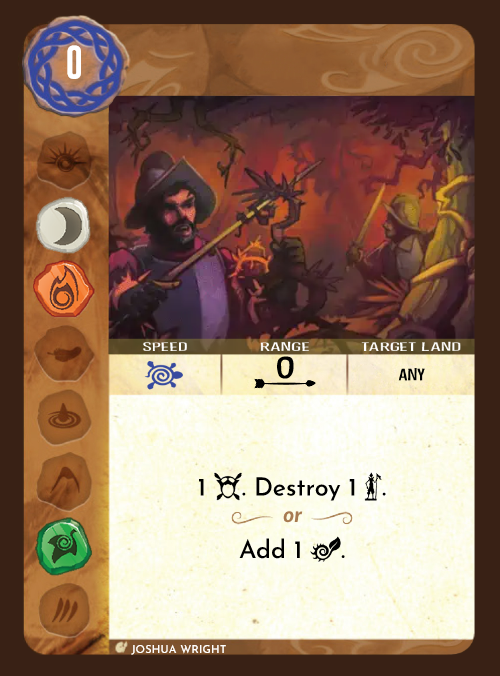 0
SPEED RANGE TARGET LAND
0 ANY
1 . Destroy 1 .
or
Add 1 .
JOSHUA WRIGHT